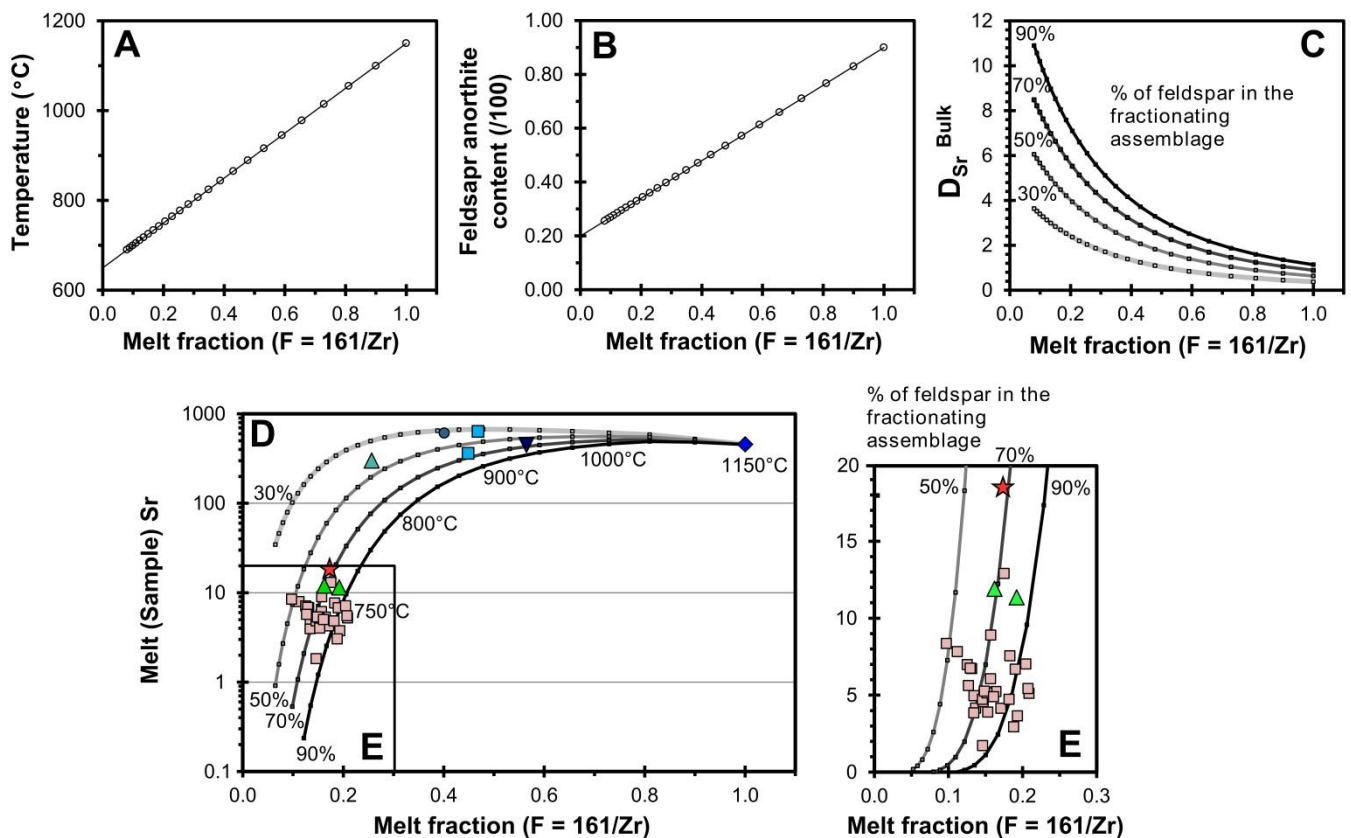 A
Temperature (°C)
1200
1000
800
600
0.0 0.2 0.4 0.6 0.8 1.0
Melt fraction (F = 161/Zr)
B
Feldsapr anorthite
content (/100)
1.00
0.80
0.60
0.40
0.20
0.00
0.0 0.2 0.4 0.6 0.8 1.0
Melt fraction (F = 161/Zr)
C
D Sr Bulk
12
10
8
6
4
2
0
90%
70%
50%
30%
% of feldspar in the
fractionating
assemblage
0.0 0.2 0.4 0.6 0.8 1.0
Melt fraction (F = 161/Zr)
D
Melt (Sample) Sr
1000
100
10
1
0.1
30%
50%
70%
90%
750°C
800°C
900°C
1000°C
1150°C
E
0.0 0.2 0.4 0.6 0.8 1.0
Melt fraction (F = 161/Zr)
% of feldspar in the
fractionating
assemblage
70%
50%
90%
20
15
10
5
0
E
0.0 0.1 0.2 0.3
Melt fraction (F = 161/Zr)